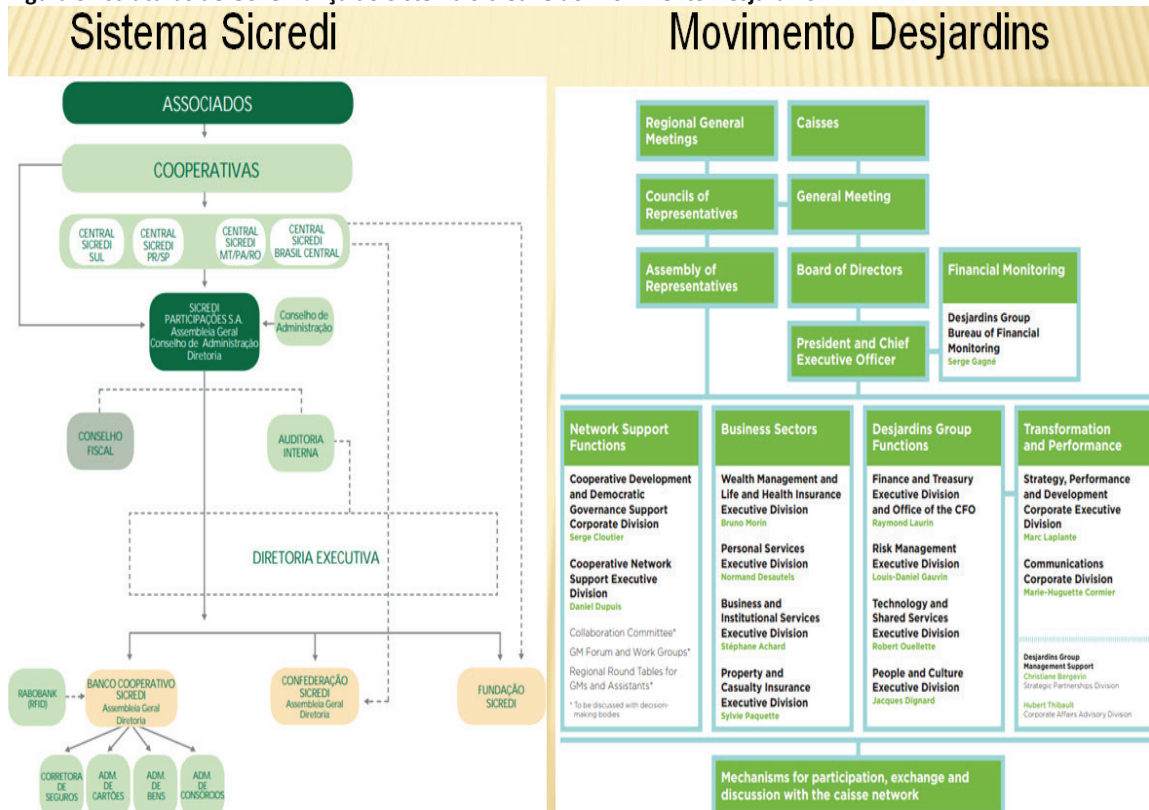 Sistema Sicredi
ASSOCIADOS
COOPERATIVAS
CENTRAL
SICREDI
SUL
CENTRAL
SICREDI
PR/SP
CENTRAL
SICREDI
MT/PA/RO
CENTRAL
SICREDI
BRASIL CENTRAL
SICREDI
PARTICIPAÇÕES S.A.
Assembleia Geral
Conselho de Administração
Diretoria
Conselho de
Administração
CONSELHO
FISCAL
AUDITORIA
INTERNA
DIRETORIA EXECUTIVA
RABOBANK
(RFID)
BANCO COOPERATIVO
SICREDI
Assembleia Geral
Diretoria
CONFEDERAÇÃO
SICREDI
Assembleia Geral
Diretoria
FUNDAÇÃO
SICREDI
CORRETORA
DE
SEGUROS
ADM.
DE
CARTÕES
ADM.
DE
BENS
ADM.
DE
CONSÓRCIOS
Movimento Desjardins
Regional General
Meetings
Caisses
Councils of
Representatives
General Meeting
Assembly of
Representatives
Board of Directors
Financial Monitoring
Desjardins Group
Bureau of Financial
Monitoring
Serge Gagné
President and Chief
Executive Officer
Network Support
Functions
Cooperative Development
and Democratic
Governance Support
Corporate Division
Serge Cloutier
Cooperative Network
Support Executive
Division
Daniel Dupuis
Collaboration Committee*
GM Forum and Work Groups*
Regional Round Tables for
GMs and Assistants*
* To be discussed with decision-
making bodies
Business Sectors
Wealth Management and
Life and Health Insurance
Executive Division
Bruno Morin
Personal Services
Executive Division
Normand Desautels
Business and
Institutional Services
Executive Division
Stéphane Achard
Property and
Casualty Insurance
Executive Division
Sylvie Paquette
Desjardins Group
Functions
Finance and Treasury
Executive Division
and Office of the CFO
Raymond Laurin
Risk Management
Executive Division
Louis-Daniel Gauvin
Technology and
Shared Services
Executive Division
Robert Ouellette
People and Culture
Executive Division
Jacques Dignard
Transformation
and Performance
Strategy, Performance
and Development
Corporate Executive
Division
Marc Laplante
Communications
Corporate Division
Marie-Huguette Cormier
Desjardins Group
Management Support
Christiane Bergevin
Strategic Partnerships Division
Hubert Thibault
Corporate Affairs Advisory Division
Mechanisms for participation, exchange and
discussion with the caisse network